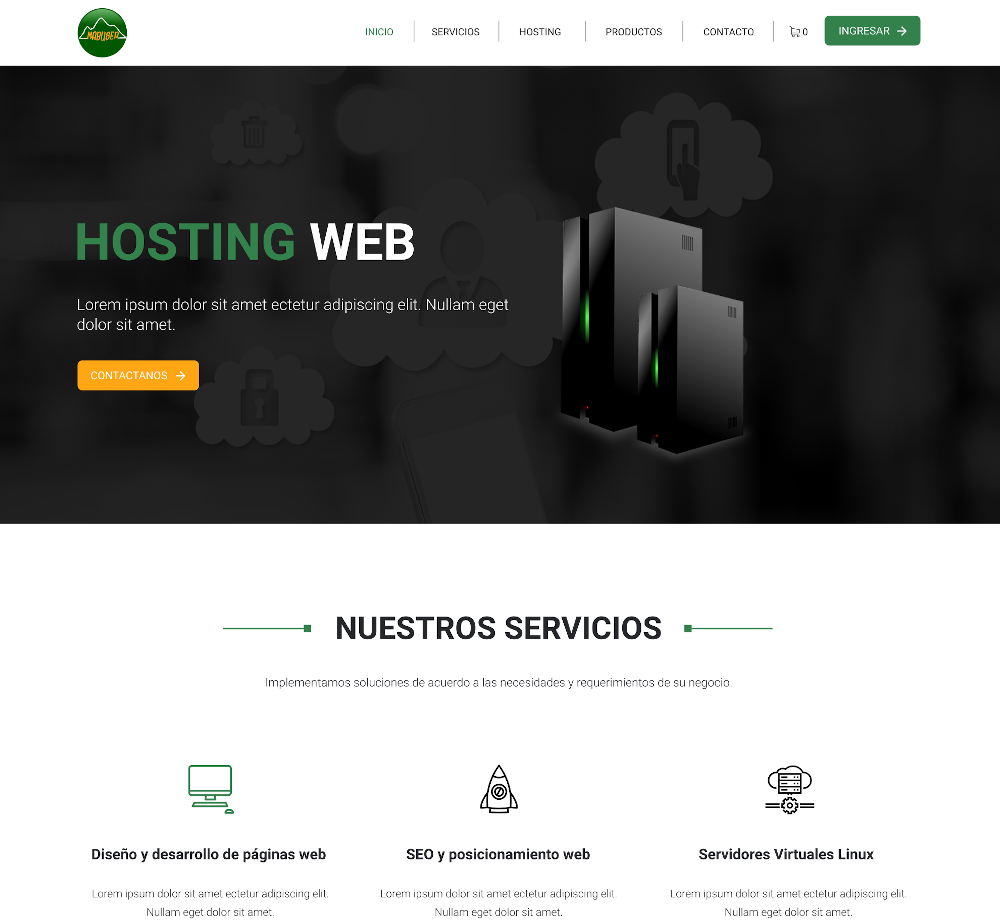 INICIO
SERVICIOS
HOSTING
PRODUCTOS
CONTACTO
0
INGRESAR
HOSTING WEB
Lorem ipsum dolor sit amet ectetur adipiscing elit. Nullam eget
dolor sit amet.
CONTACTANOS
NUESTROS SERVICIOS
Implementamos soluciones de acuerdo a las necesidades y requerimientos de su negocio.
Diseño y desarrollo de páginas web
SEO y posicionamiento web
Servidores Virtuales Linux
Lorem ipsum dolor sit amet ectetur adipiscing elit.
Nullam eget dolor sit amet.
Lorem ipsum dolor sit amet ectetur adipiscing elit.
Nullam eget dolor sit amet.
Lorem ipsum dolor sit amet ectetur adipiscing elit.
Nullam eget dolor sit amet.